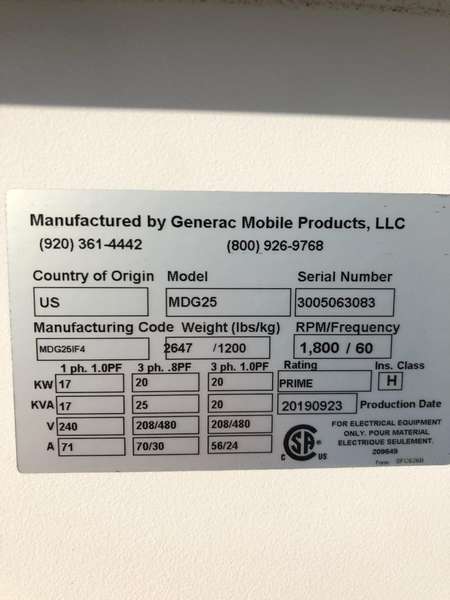 Manufactured by Generac Mobile Products, LLC
(920) 361-4442 (800) 926-9768
Country of Origin Model Serial Number
US MDG25 3005063083
Manufacturing Code Weight (lbs/kg) RPM/Frequency
MDG25IF4 2647 /1200 1,800 / 60
1 ph. 1.0PF 3 ph. .8PF 3 ph. 1.0PF Rating Ins. Class
KW 17 20 20 PRIME H
KVA 17 25 20 20190923 Production Date
V 240 208/480 208/480
A 71 70/30 56/24
CSA
C US
FOR ELECTRICAL EQUIPMENT
ONLY. POUR MATERIAL
ELECTRIQUE SEULEMENT.
209849
Form